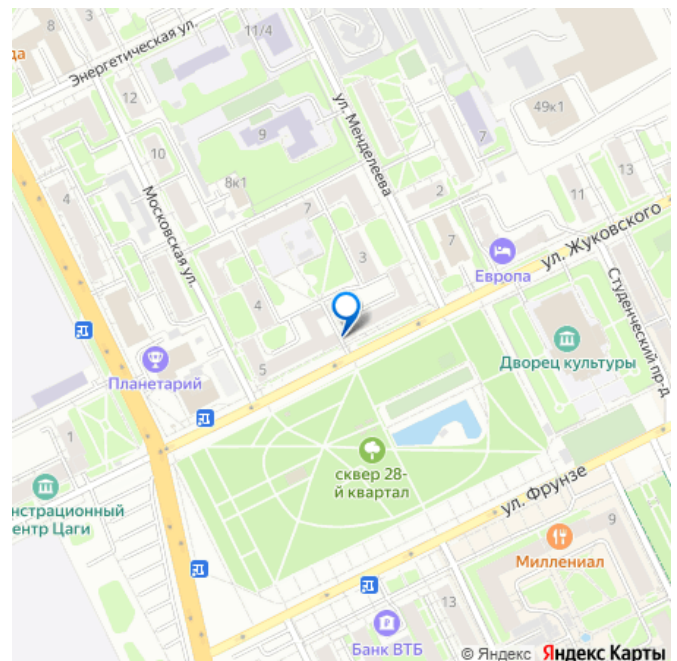 8
3
11/4
да
Энергетическая ул.
12
ул. Менделеева
49к1
9
7
10
8к1
13
4
Московская ул.
2
11
7
7
ул. Жуковского
3
Европа
4
Студенческий пр-д
Планетарий
5
Дворец культуры
1
сквер 28-
й квартал
нстрационный
ентр Цаги
ул. Фрунзе
9
Миллениал
13
Банк ВТБ
© Яндекс Яндекс Карты